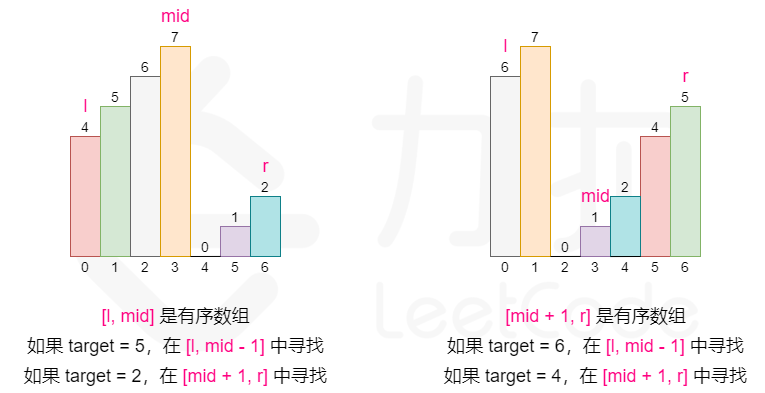 mid
7
6
l
5
4
r
2
1
0
0 1 2 3 4 5 6
[l, mid] 是有序数组
如果 target = 5，在 [l, mid - 1] 中寻找
如果 target = 2，在 [mid + 1, r] 中寻找
l
7
6
r
5
4
mid
2
1
0
0 1 2 3 4 5 6
[mid + 1, r] 是有序数组
如果 target = 6，在 [l, mid - 1] 中寻找
如果 target = 4，在 [mid + 1, r] 中寻找
力扣
LeetCode